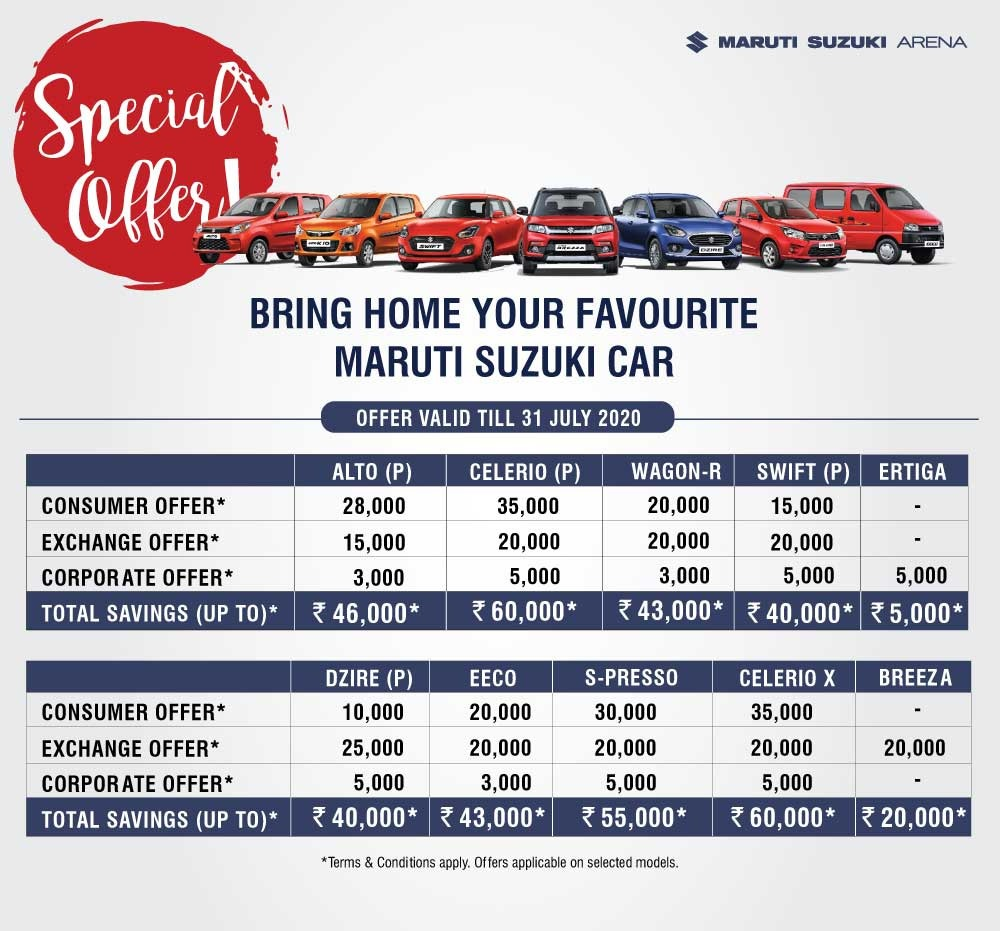 Special
Offer!
MARUTI SUZUKI ARENA
SWIFT
BREZZA
DZIRE
BRING HOME YOUR FAVOURITE
MARUTI SUZUKI CAR
OFFER VALID TILL 31 JULY 2020
ALTO (P) CELERIO (P) WAGON-R SWIFT (P) ERTIGA
CONSUMER OFFER* 28,000 35,000 20,000 15,000 -
EXCHANGE OFFER* 15,000 20,000 20,000 20,000 -
CORPORATE OFFER* 3,000 5,000 3,000 5,000 5,000
TOTAL SAVINGS (UP TO)* ₹ 46,000* ₹ 60,000* ₹ 43,000* ₹ 40,000* ₹ 5,000*
DZIRE (P) EECO S-PRESSO CELERIO X BREEZA
CONSUMER OFFER* 10,000 20,000 30,000 35,000 -
EXCHANGE OFFER* 25,000 20,000 20,000 20,000 20,000
CORPORATE OFFER* 5,000 3,000 5,000 5,000 -
TOTAL SAVINGS (UP TO)* ₹ 40,000* ₹ 43,000* ₹ 55,000* ₹ 60,000* ₹ 20,000*
*Terms & Conditions apply. Offers applicable on selected models.